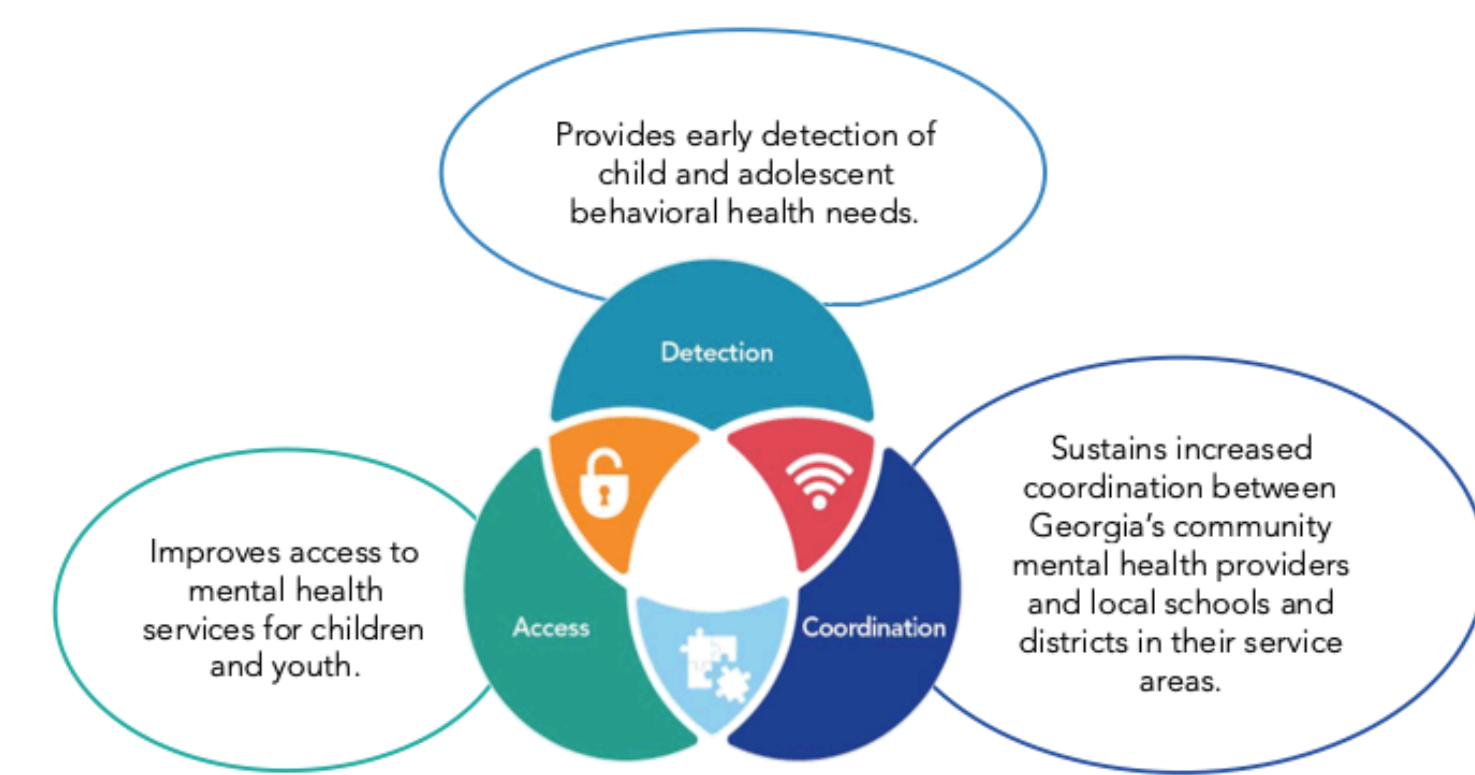 Provides early detection of
child and adolescent
behavioral health needs.
Detection
Improves access to
mental health
services for children
and youth.
Access
Coordination
Sustains increased
coordination between
Georgia’s community
mental health providers
and local schools and
districts in their service
areas.